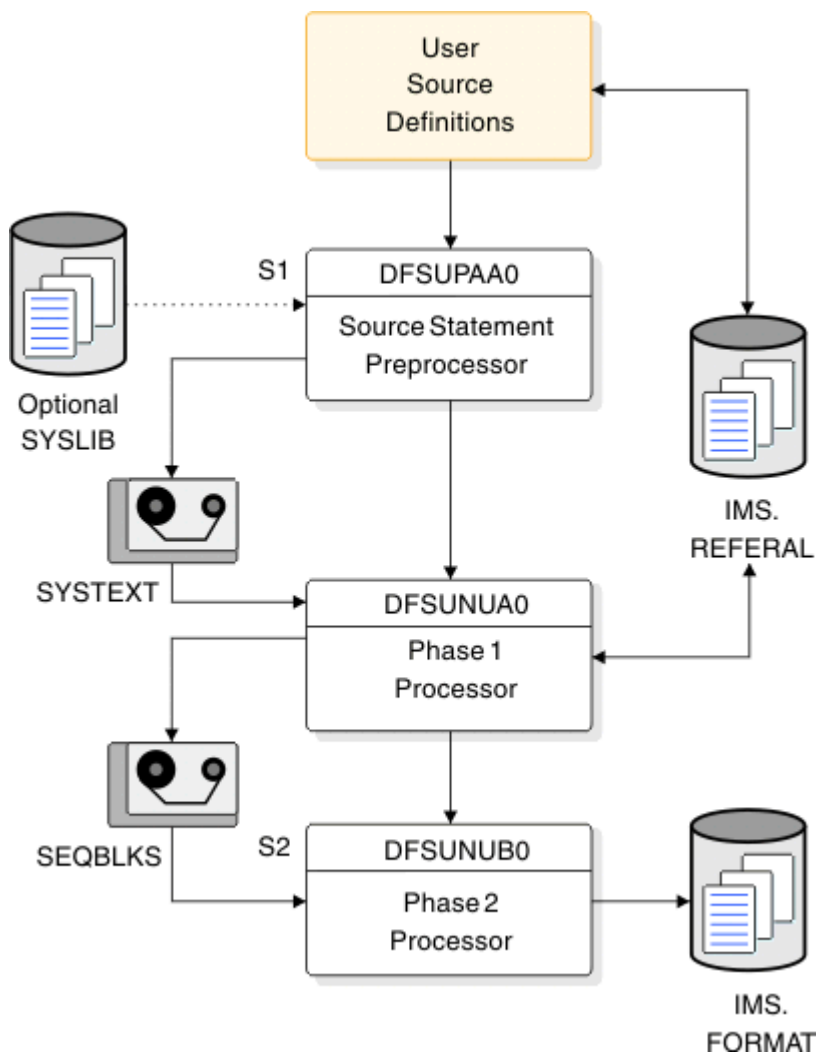 User
Source
Definitions
S1
DFSUPAA0
Source Statement
Preprocessor
Optional
SYSLIB
IMS.
REFERAL
SYSTEXT
DFSUNUA0
Phase 1
Processor
SEQBLKS
S2
DFSUNUB0
Phase 2
Processor
IMS.
FORMAT